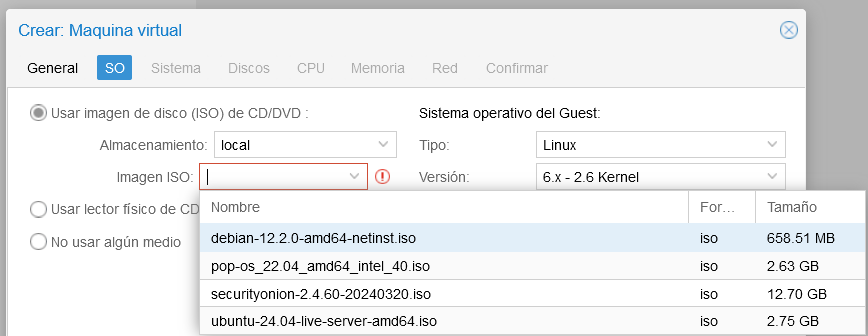 Crear: Maquina virtual
General SO Sistema Discos CPU Memoria Red Confirmar
Usar imagen de disco (ISO) de CD/DVD : Sistema operativo del Guest:
Almacenamiento: local Tipo: Linux
Imagen ISO: Versión: 6.x - 2.6 Kernel
Usar lector físico de CD
Nombre For... Tamaño
No usar algún medio
debian-12.2.0-amd64-netinst.iso iso 658.51 MB
pop-os_22.04_amd64_intel_40.iso iso 2.63 GB
securityonion-2.4.60-20240320.iso iso 12.70 GB
ubuntu-24.04-live-server-amd64.iso iso 2.75 GB